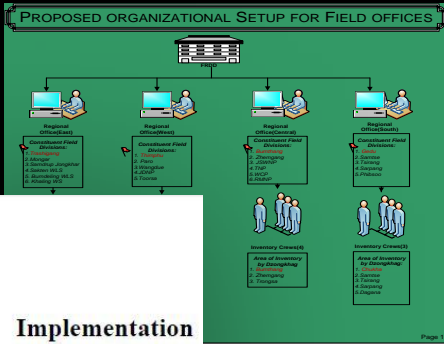 PROPOSED ORGANIZATIONAL SETUP FOR FIELD OFFICES
FRDD
Regional
Office(East)
Constituent Field
Divisions:
1. Trashigang
2. Mongar
3. Samdrup Jongkhar
4. Sakten WLS
5. Bumdeling WLS
6. Khaling WS
Regional
Office(West)
Constituent Field
Divisions:
1. Thimphu
2. Paro
3. Wangdue
4. JDNP
5. Toorsa
Regional
Office(Central)
Constituent Field
Divisions:
1. Bumthang
2. Zhemgang
3. JSWNP
4. TNP
5. WCP
6. RMNP
Regional
Office(South)
Constituent Field
Divisions:
1. Gedu
2. Samtse
3. Tsirang
4. Sarpang
5. Phibsoo
Inventory Crews(4)
Area of Inventory
by Dzongkhag
1. Bumthang
2. Zhemgang
3. Trongsa
Inventory Crews(3)
Area of Inventory
by Dzongkhag:
1. Chukha
2. Samtse
3. Tsirang
4. Sarpang
5. Dagana
Implementation
Page 1